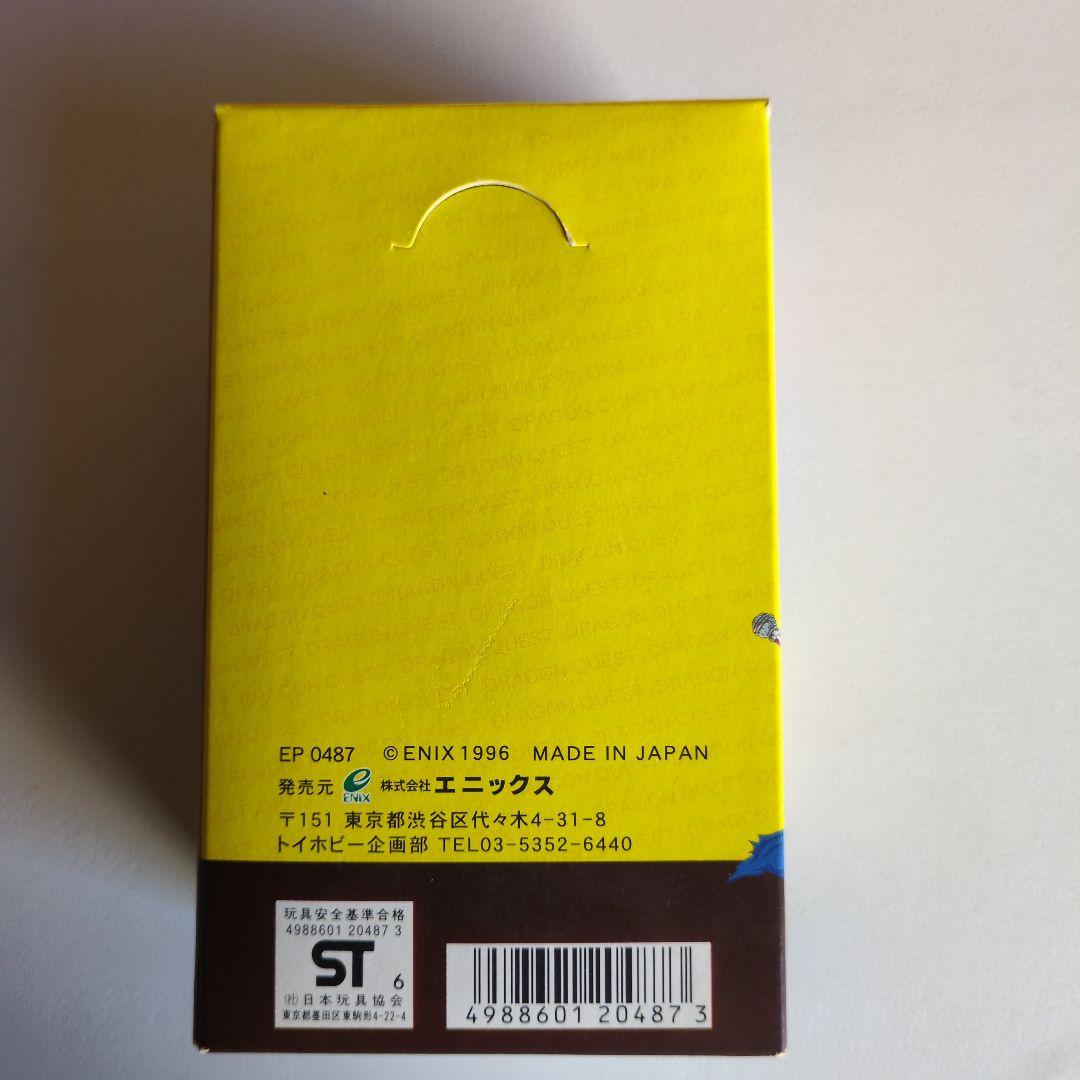 EP 0487 ©ENIX 1996 MADE IN JAPAN
発売元 e ENIX 株式会社エニックス
〒151 東京都渋谷区代々木4-31-8
トイホビー企画部 TEL03-5352-6440
玩具安全基準合格
4988601 20487 3
ST 6
(社)日本玩具協会
東京都墨田区東駒形4-22-4
4988601 204873
DRAGON QUEST DRAGON QUEST DRAGON QUEST